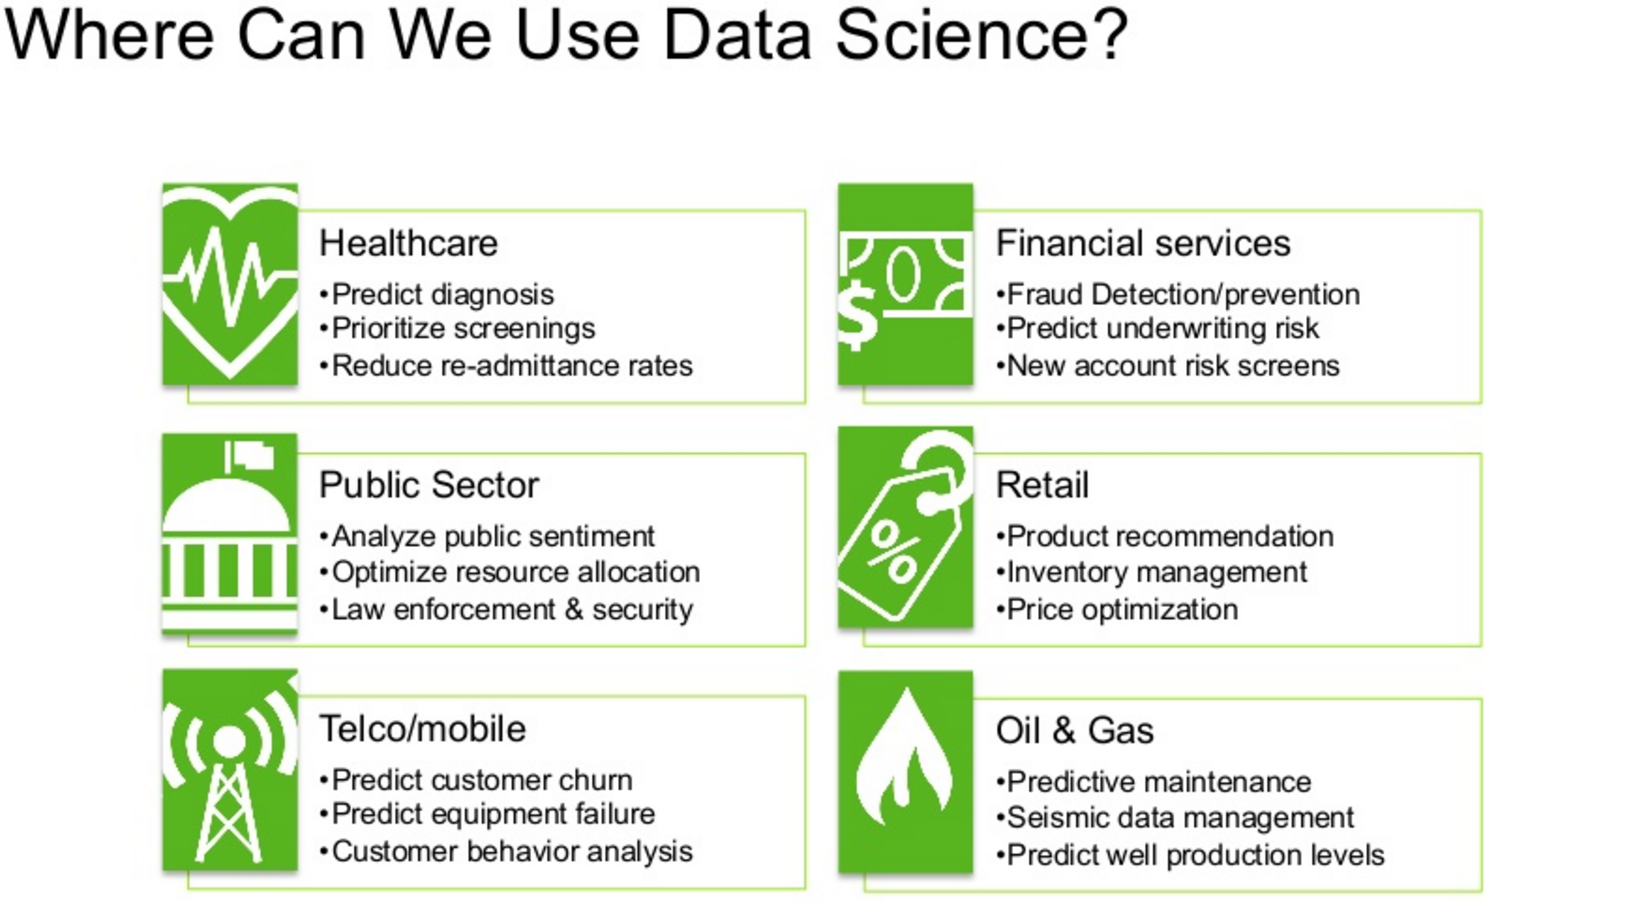 Where Can We Use Data Science?
Healthcare
•Predict diagnosis
•Prioritize screenings
•Reduce re-admittance rates
Financial services
•Fraud Detection/prevention
•Predict underwriting risk
•New account risk screens
Public Sector
•Analyze public sentiment
•Optimize resource allocation
•Law enforcement & security
Retail
•Product recommendation
•Inventory management
•Price optimization
Telco/mobile
•Predict customer churn
•Predict equipment failure
•Customer behavior analysis
Oil & Gas
•Predictive maintenance
•Seismic data management
•Predict well production levels